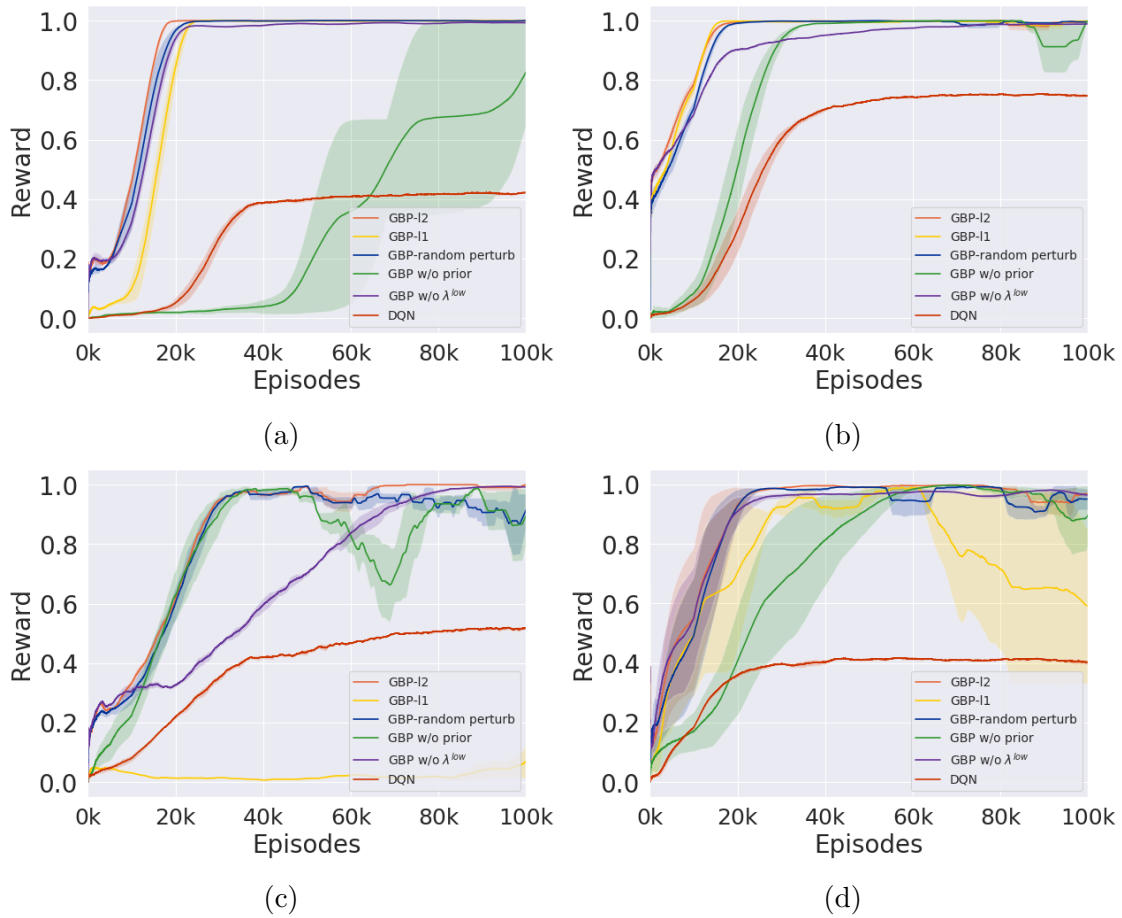 1.0
0.8
0.6
0.4
0.2
0.0
Reward
GBP-l2
GBP-l1
GBP-random perturb
GBP w/o prior
GBP w/o λ^low
DQN
0k 20k 40k 60k 80k 100k
Episodes
(a)
1.0
0.8
0.6
0.4
0.2
0.0
Reward
GBP-l2
GBP-l1
GBP-random perturb
GBP w/o prior
GBP w/o λ^low
DQN
0k 20k 40k 60k 80k 100k
Episodes
(b)
1.0
0.8
0.6
0.4
0.2
0.0
Reward
GBP-l2
GBP-l1
GBP-random perturb
GBP w/o prior
GBP w/o λ^low
DQN
0k 20k 40k 60k 80k 100k
Episodes
(c)
1.0
0.8
0.6
0.4
0.2
0.0
Reward
GBP-l2
GBP-l1
GBP-random perturb
GBP w/o prior
GBP w/o λ^low
DQN
0k 20k 40k 60k 80k 100k
Episodes
(d)